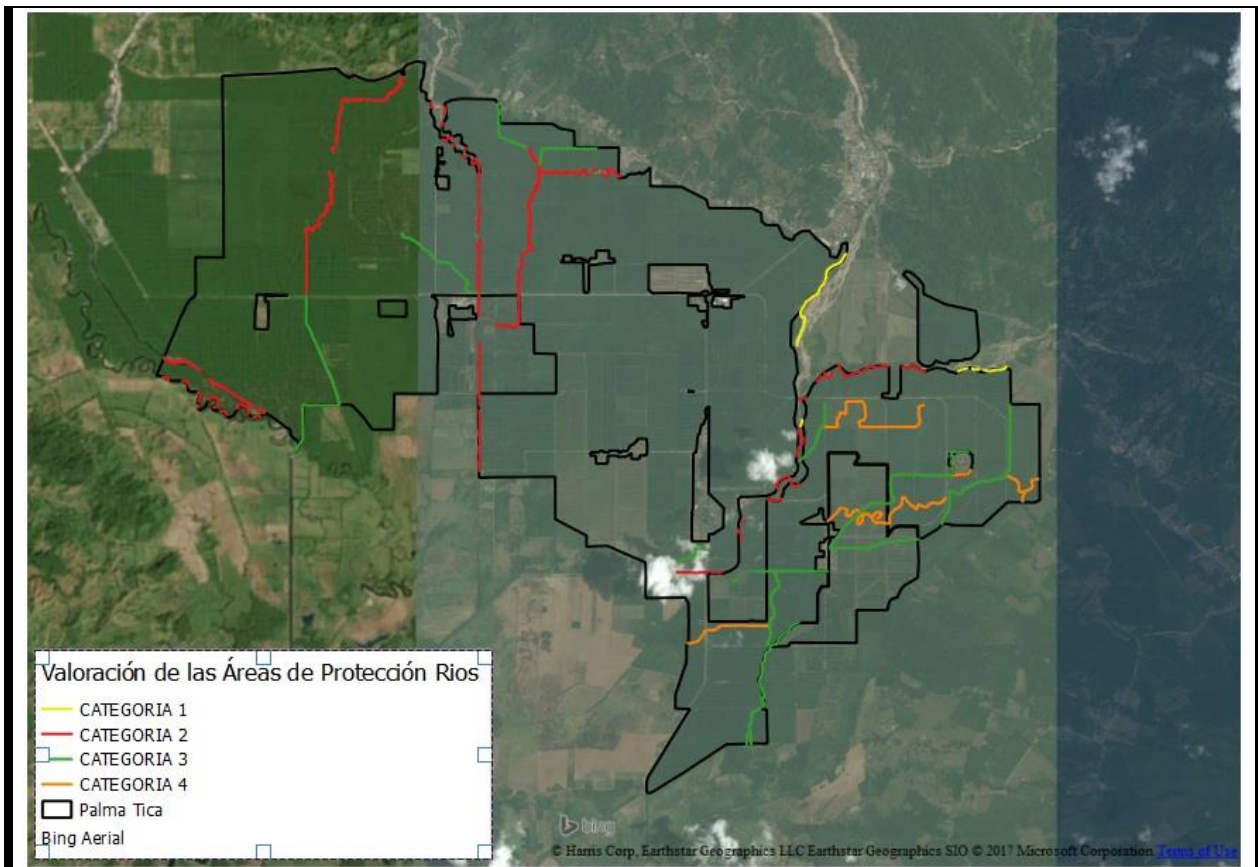 Valoración de las Áreas de Protección Rios
CATEGORIA 1
CATEGORIA 2
CATEGORIA 3
CATEGORIA 4
Palma Tica
Bing Aerial
bing
© Harris Corp, Earthstar Geographics LLC Earthstar Geographics SIO © 2017 Microsoft Corporation Terms of Use